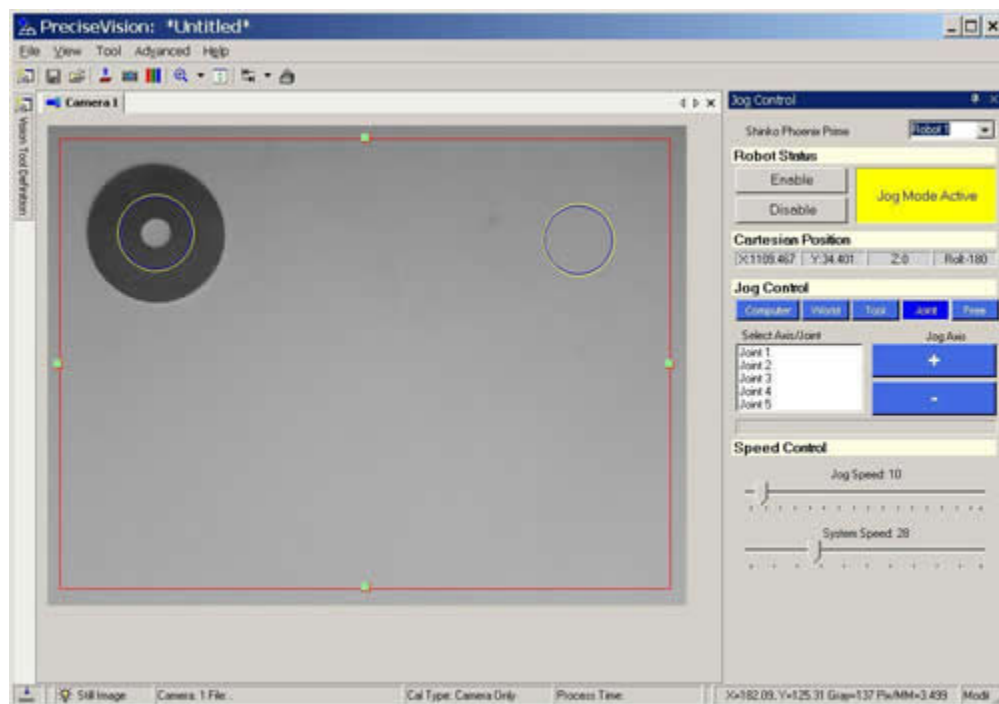 PreciseVision: *Untitled*
File View Tool Advanced Help
Camera 1
Vision Tool Definition
Jog Control
Shinko Phoenix Prime Robot 1
Robot Status
Enable
Disable
Jog Mode Active
Cartesian Position
X:1109.467 Y:34.401 Z:0 Roll:-180
Jog Control
Computer World Tool Joint Free
Select Axis/Joint Jog Axis
Joint 1
Joint 2
Joint 3
Joint 4
Joint 5
+
-
Speed Control
Jog Speed: 10
System Speed: 28
Still Image Camera: 1 File: . Cal Type: Camera Only Process Time: X=182.09, Y=125.31 Gray=137 Pix/MM=3.499 Modi